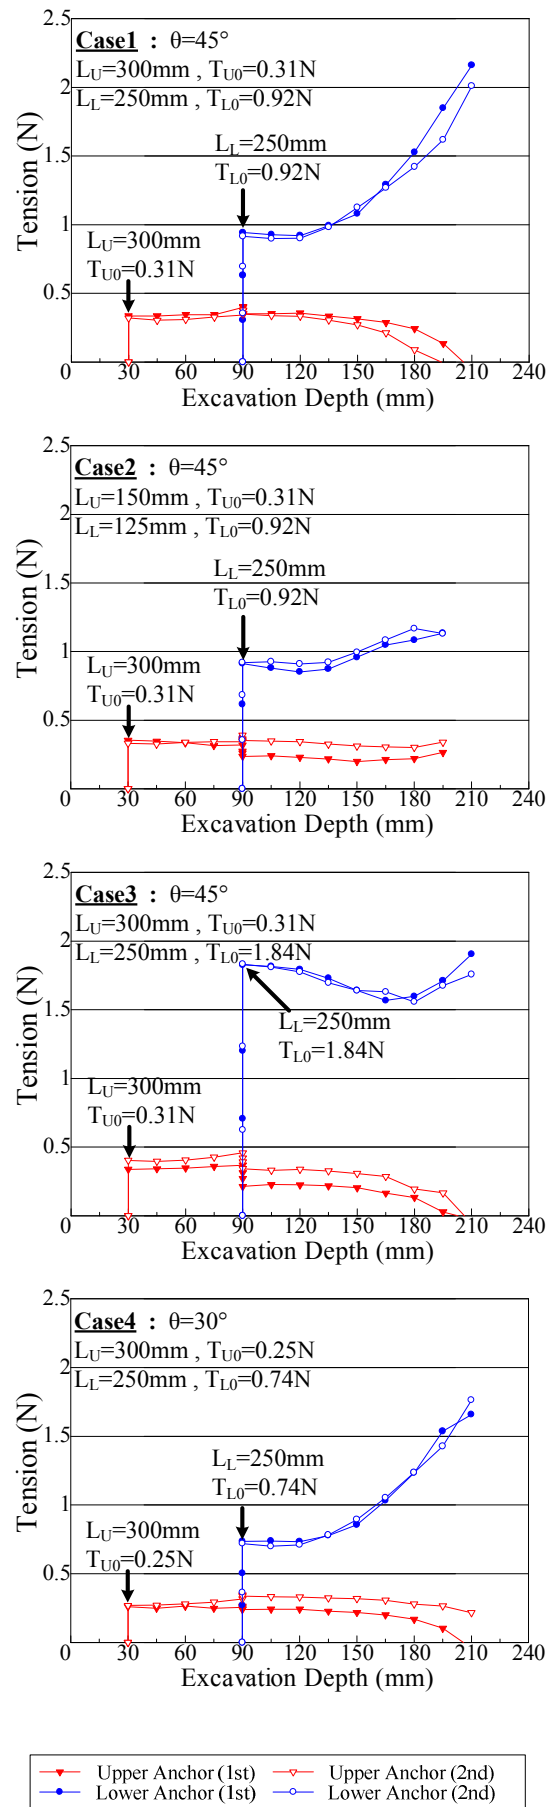 2.5
Case1 : θ=45°
LU=300mm , TU0=0.31N
2
LL=250mm , TL0=0.92N
1.5
LL=250mm
TL0=0.92N
1
LU=300mm
TU0=0.31N
0.5
Tension (N)
0 30 60 90 120 150 180 210 240
Excavation Depth (mm)
2.5
Case2 : θ=45°
LU=150mm , TU0=0.31N
2
LL=125mm , TL0=0.92N
1.5
LL=250mm
TL0=0.92N
1
LU=300mm
TU0=0.31N
0.5
Tension (N)
0 30 60 90 120 150 180 210 240
Excavation Depth (mm)
2.5
Case3 : θ=45°
LU=300mm , TU0=0.31N
2
LL=250mm , TL0=1.84N
1.5
LL=250mm
TL0=1.84N
1
LU=300mm
TU0=0.31N
0.5
Tension (N)
0 30 60 90 120 150 180 210 240
Excavation Depth (mm)
2.5
Case4 : θ=30°
LU=300mm , TU0=0.25N
2
LL=250mm , TL0=0.74N
1.5
LL=250mm
TL0=0.74N
1
LU=300mm
TU0=0.25N
0.5
Tension (N)
0 30 60 90 120 150 180 210 240
Excavation Depth (mm)
Upper Anchor (1st) Upper Anchor (2nd)
Lower Anchor (1st) Lower Anchor (2nd)